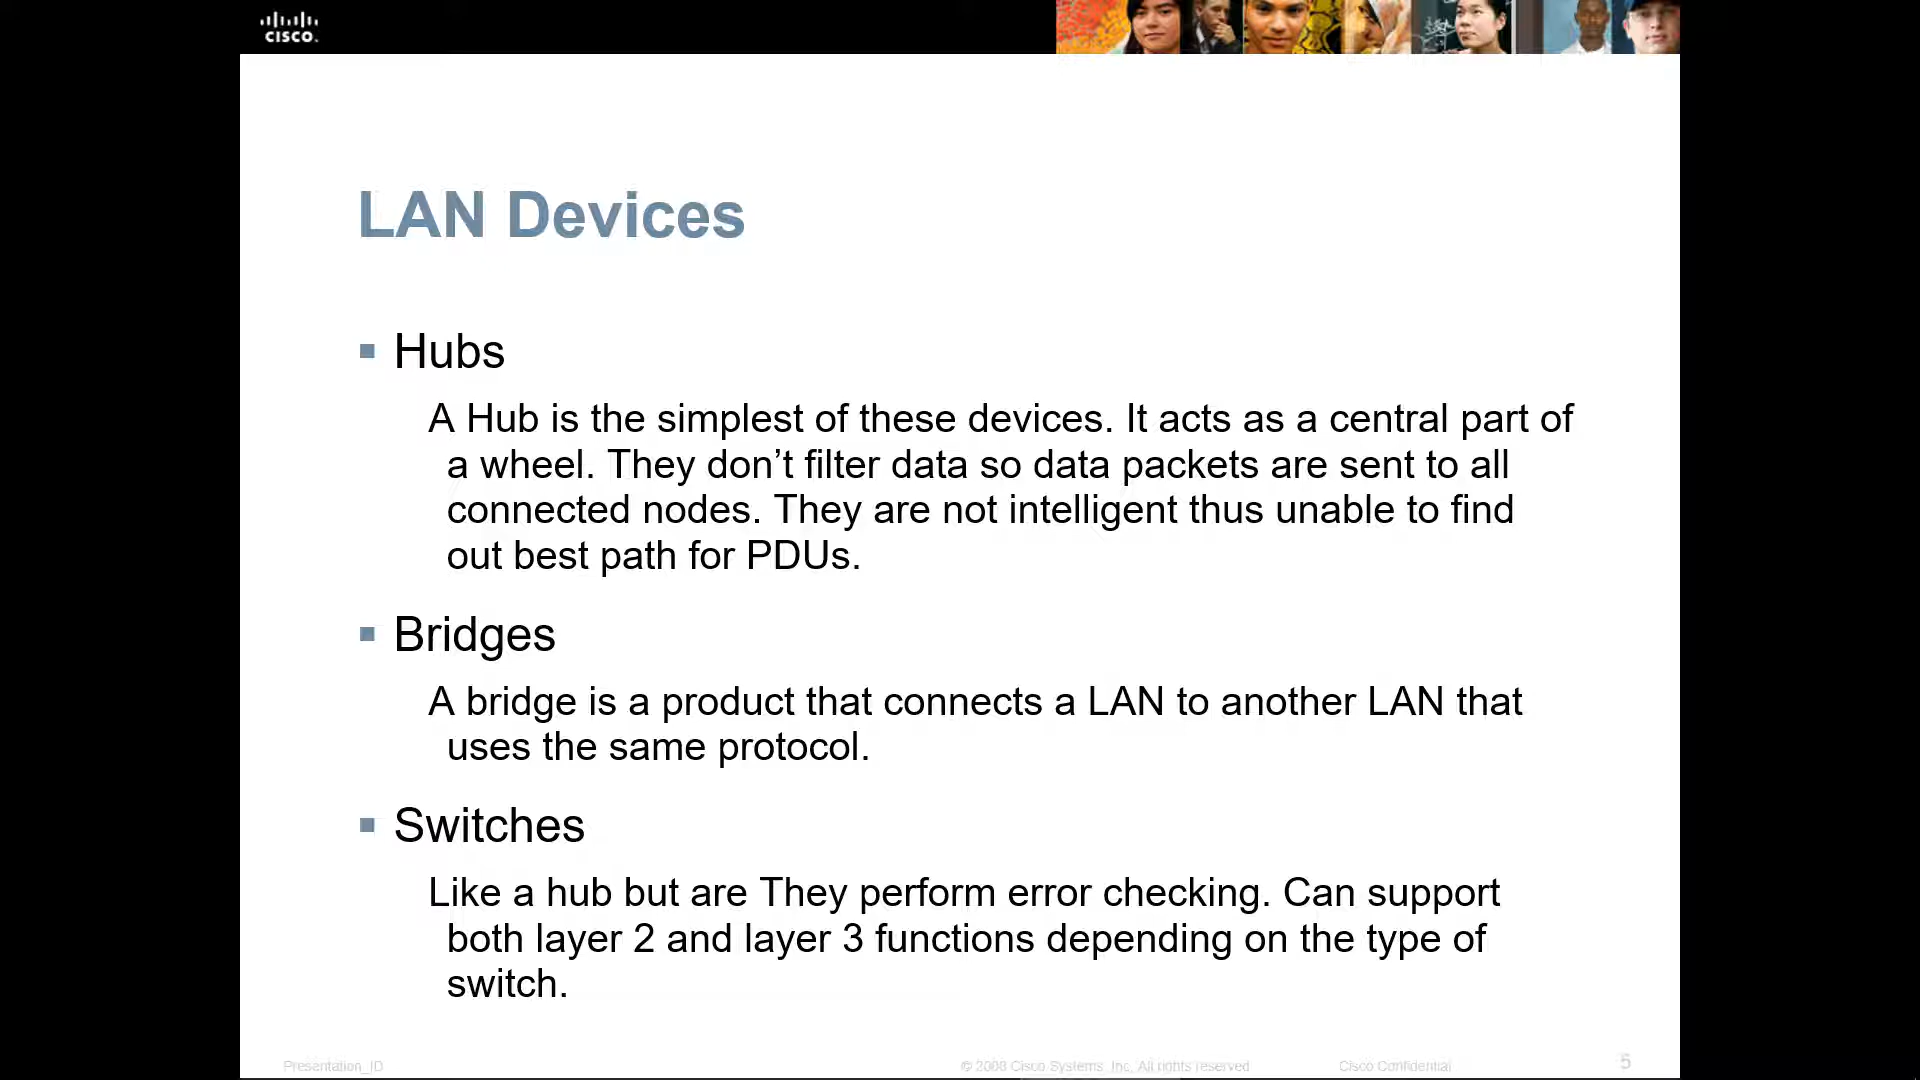 CISCO.
LAN Devices
Hubs
A Hub is the simplest of these devices. It acts as a central part of
a wheel. They don’t filter data so data packets are sent to all
connected nodes. They are not intelligent thus unable to find
out best path for PDUs.
Bridges
A bridge is a product that connects a LAN to another LAN that
uses the same protocol.
Switches
Like a hub but are They perform error checking. Can support
both layer 2 and layer 3 functions depending on the type of
switch.
Presentation_ID © 2008 Cisco Systems, Inc. All rights reserved Cisco Confidential 5